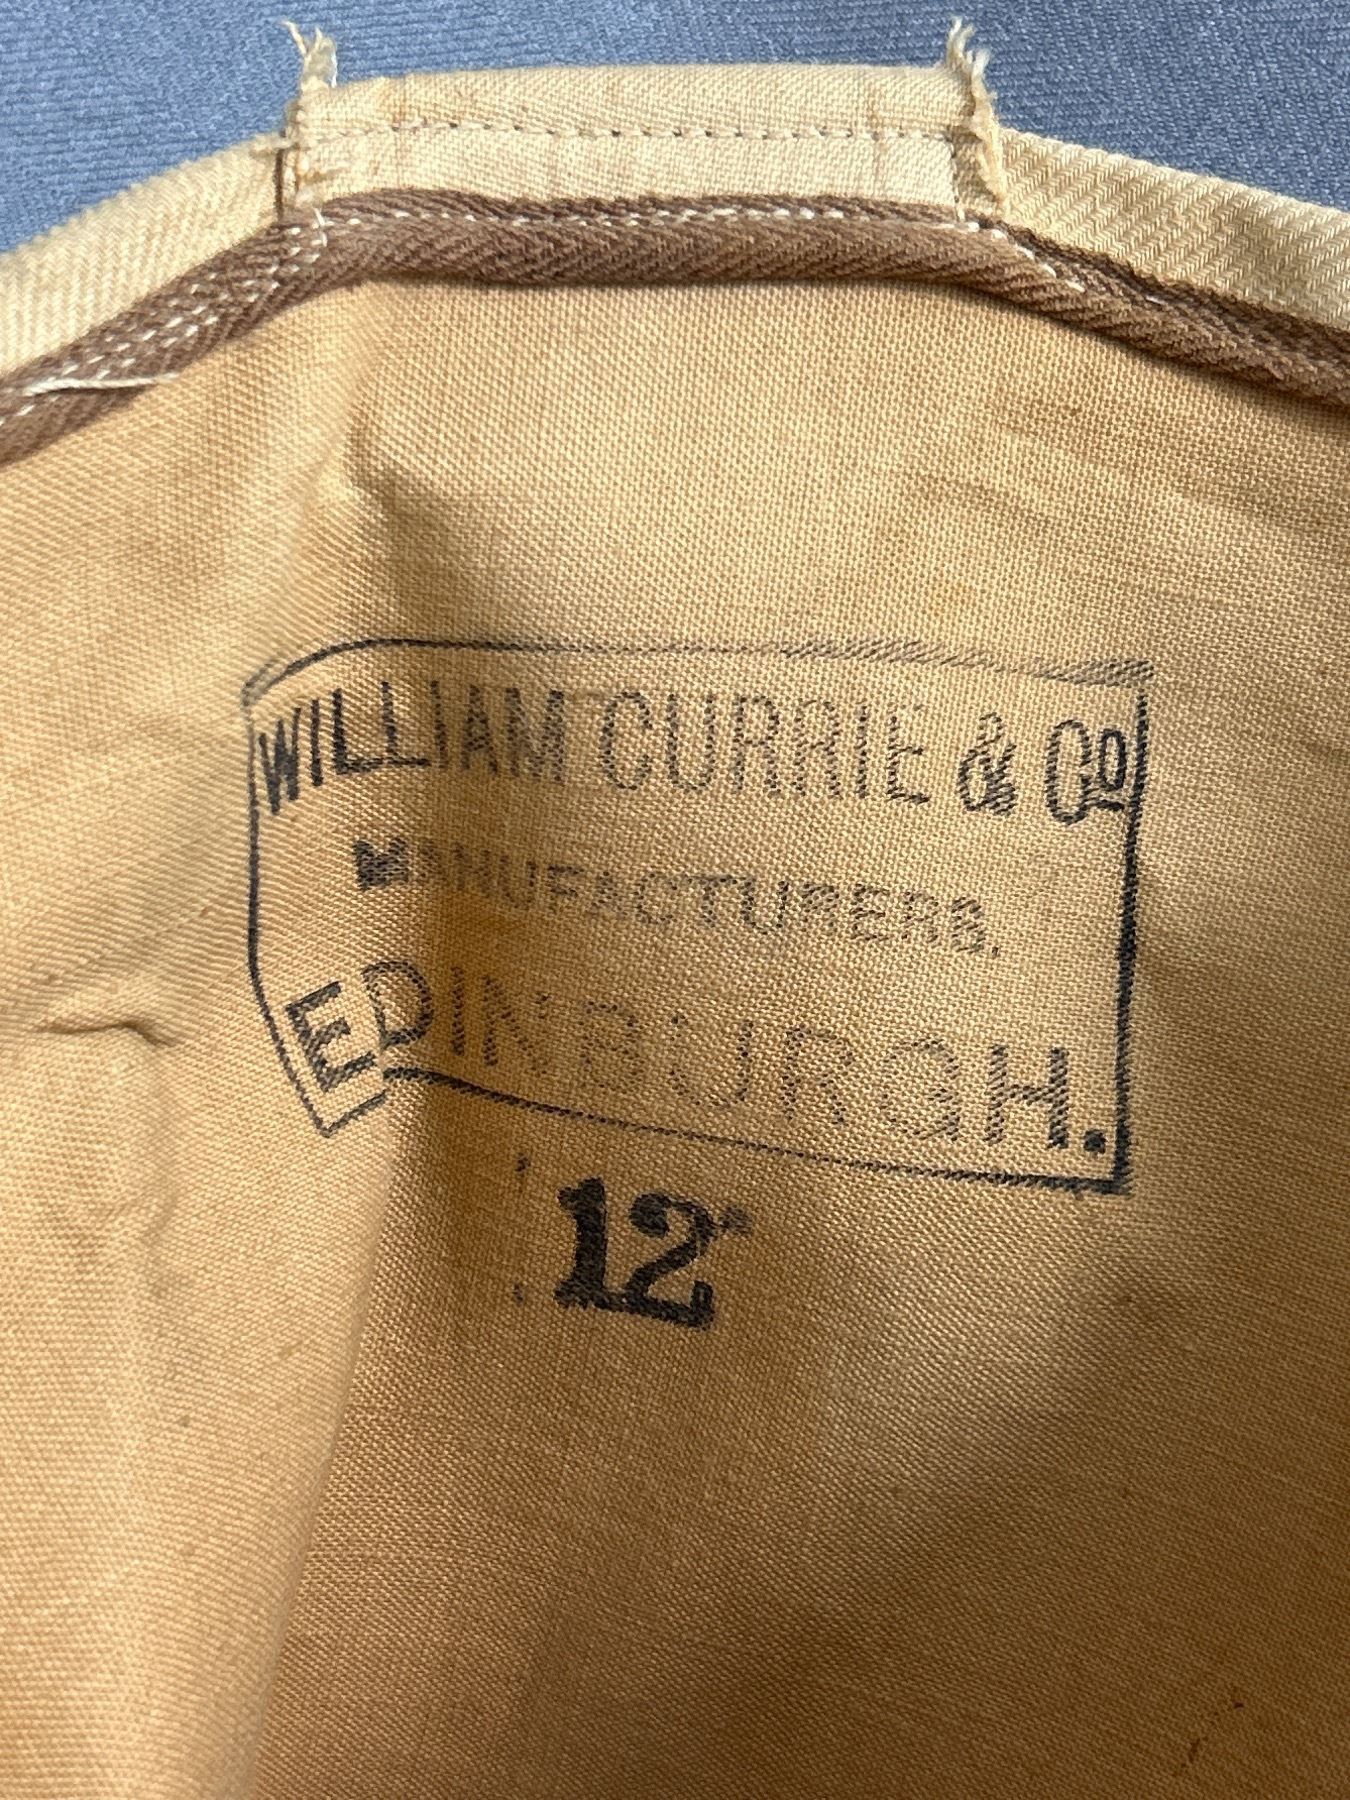 WILLIAM CURRIE & Co
MANUFACTURERS.
EDINBURGH.
12